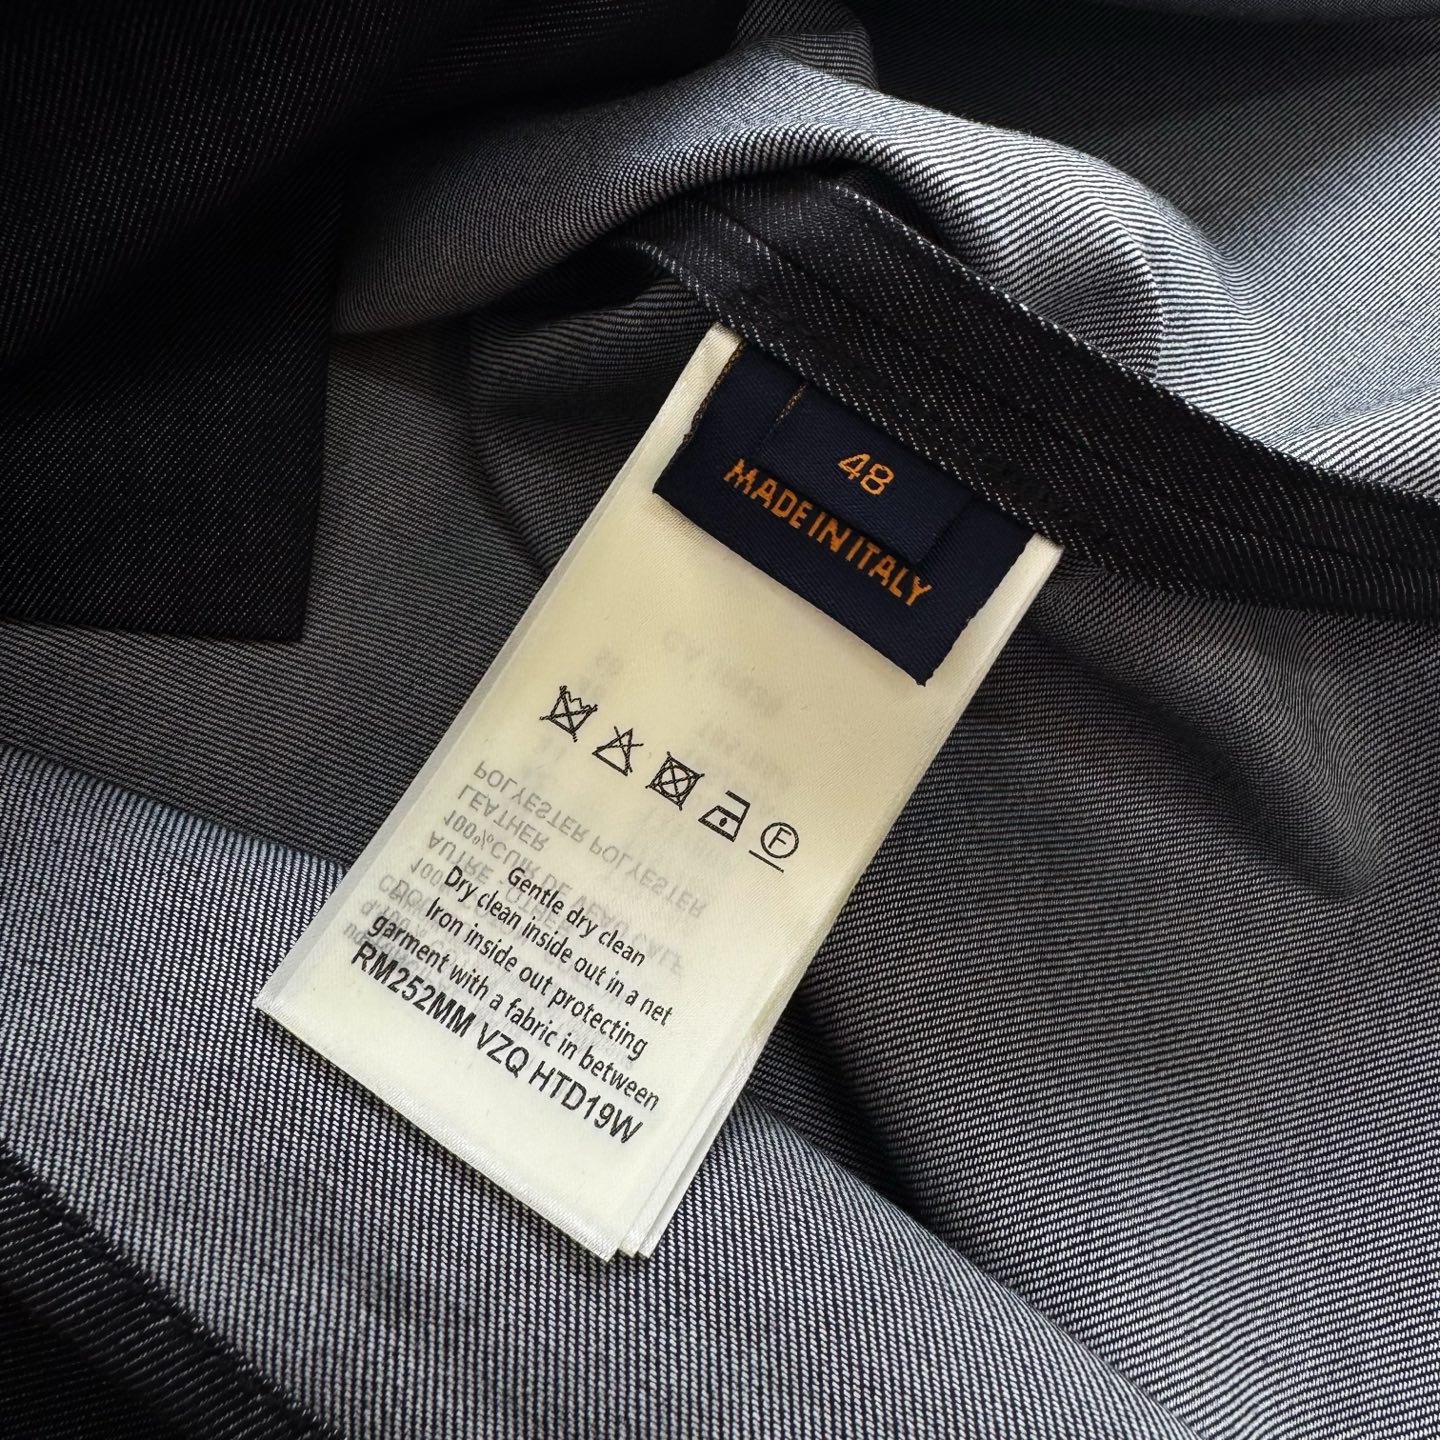 48
MADE IN ITALY
F
Gentle dry clean
Dry clean inside out in a net
Iron inside out protecting
garment with a fabric in between
RM252MM VZQ HTD19W
POLYESTER POLYESTER
LEATHER
100% CUIR DE VEAU CALF
AUTRE